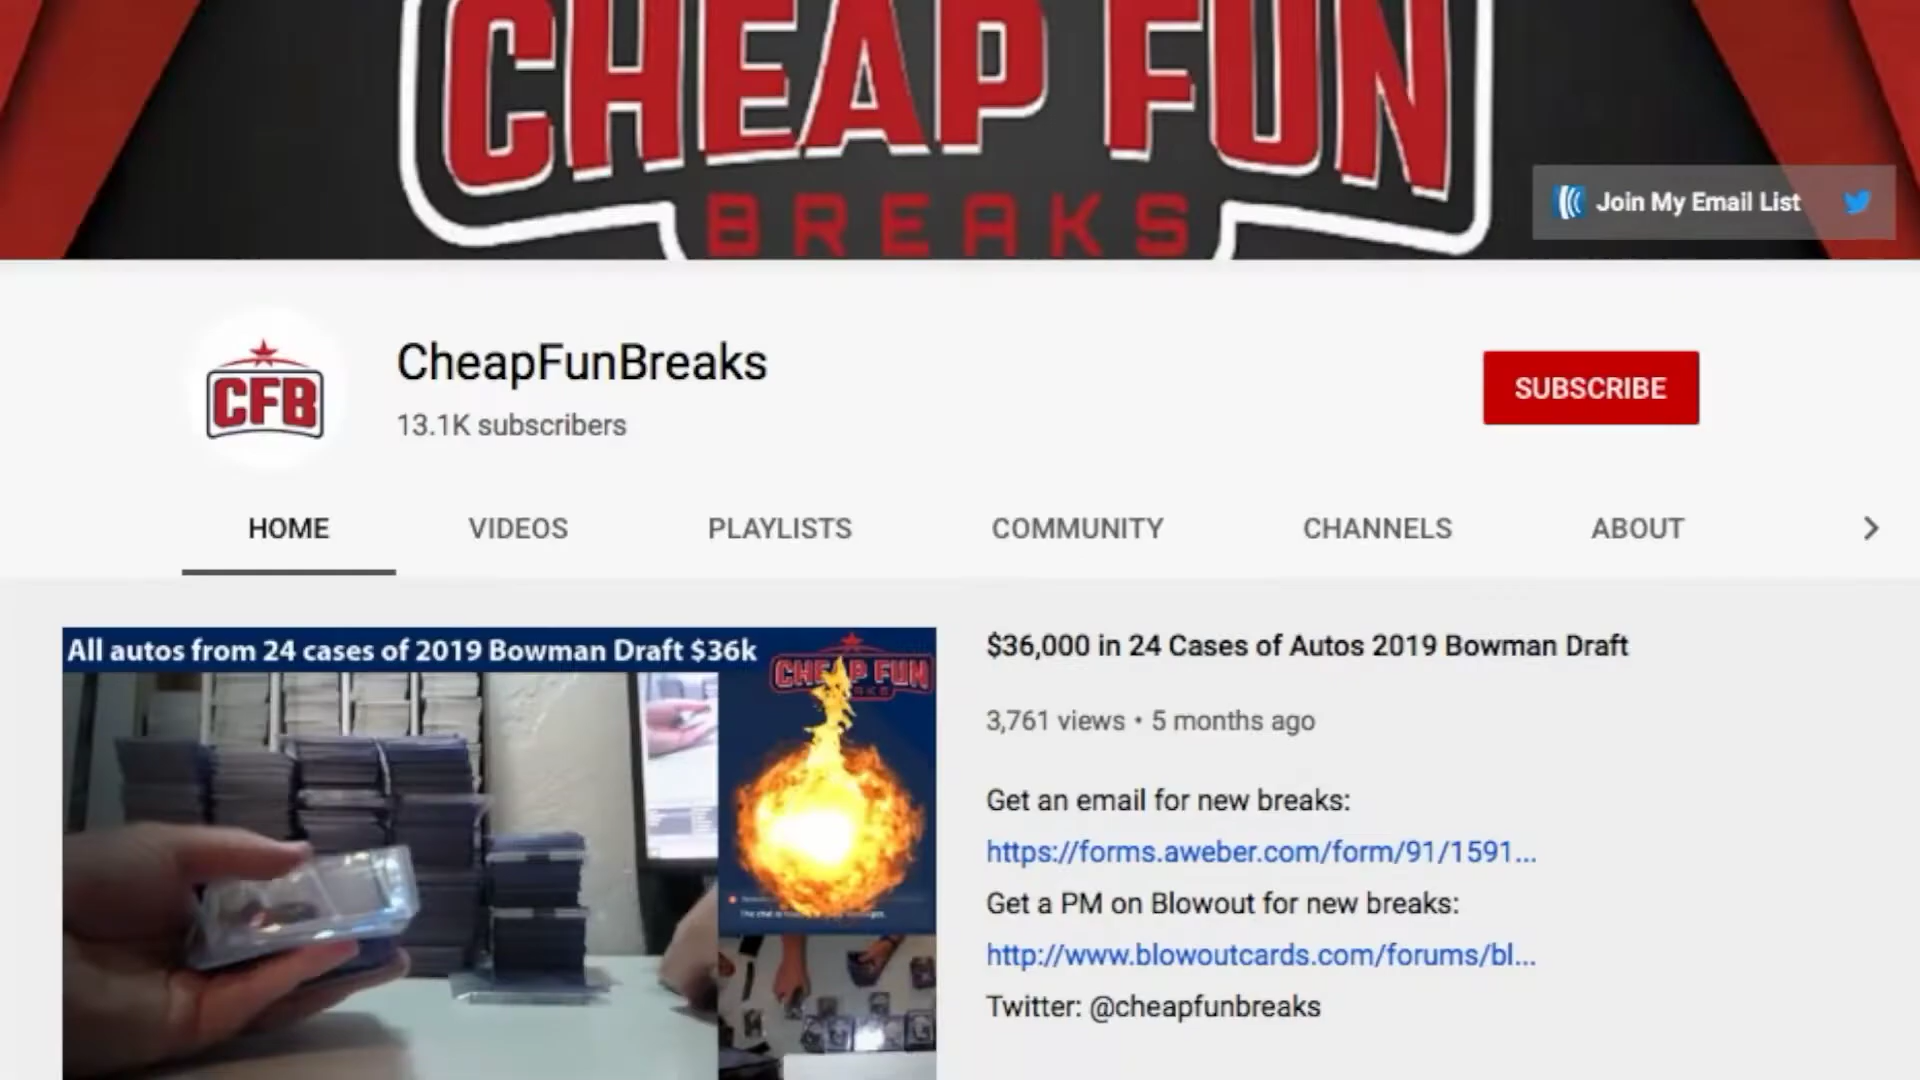 CHEAP FUN
BREAKS
Join My Email List
CFB
CheapFunBreaks
13.1K subscribers
SUBSCRIBE
HOME VIDEOS PLAYLISTS COMMUNITY CHANNELS ABOUT
All autos from 24 cases of 2019 Bowman Draft $36k
CHEAP FUN
$36,000 in 24 Cases of Autos 2019 Bowman Draft
3,761 views • 5 months ago
Get an email for new breaks:
https://forms.aweber.com/form/91/1591...
Get a PM on Blowout for new breaks:
http://www.blowoutcards.com/forums/bl...
Twitter: @cheapfunbreaks